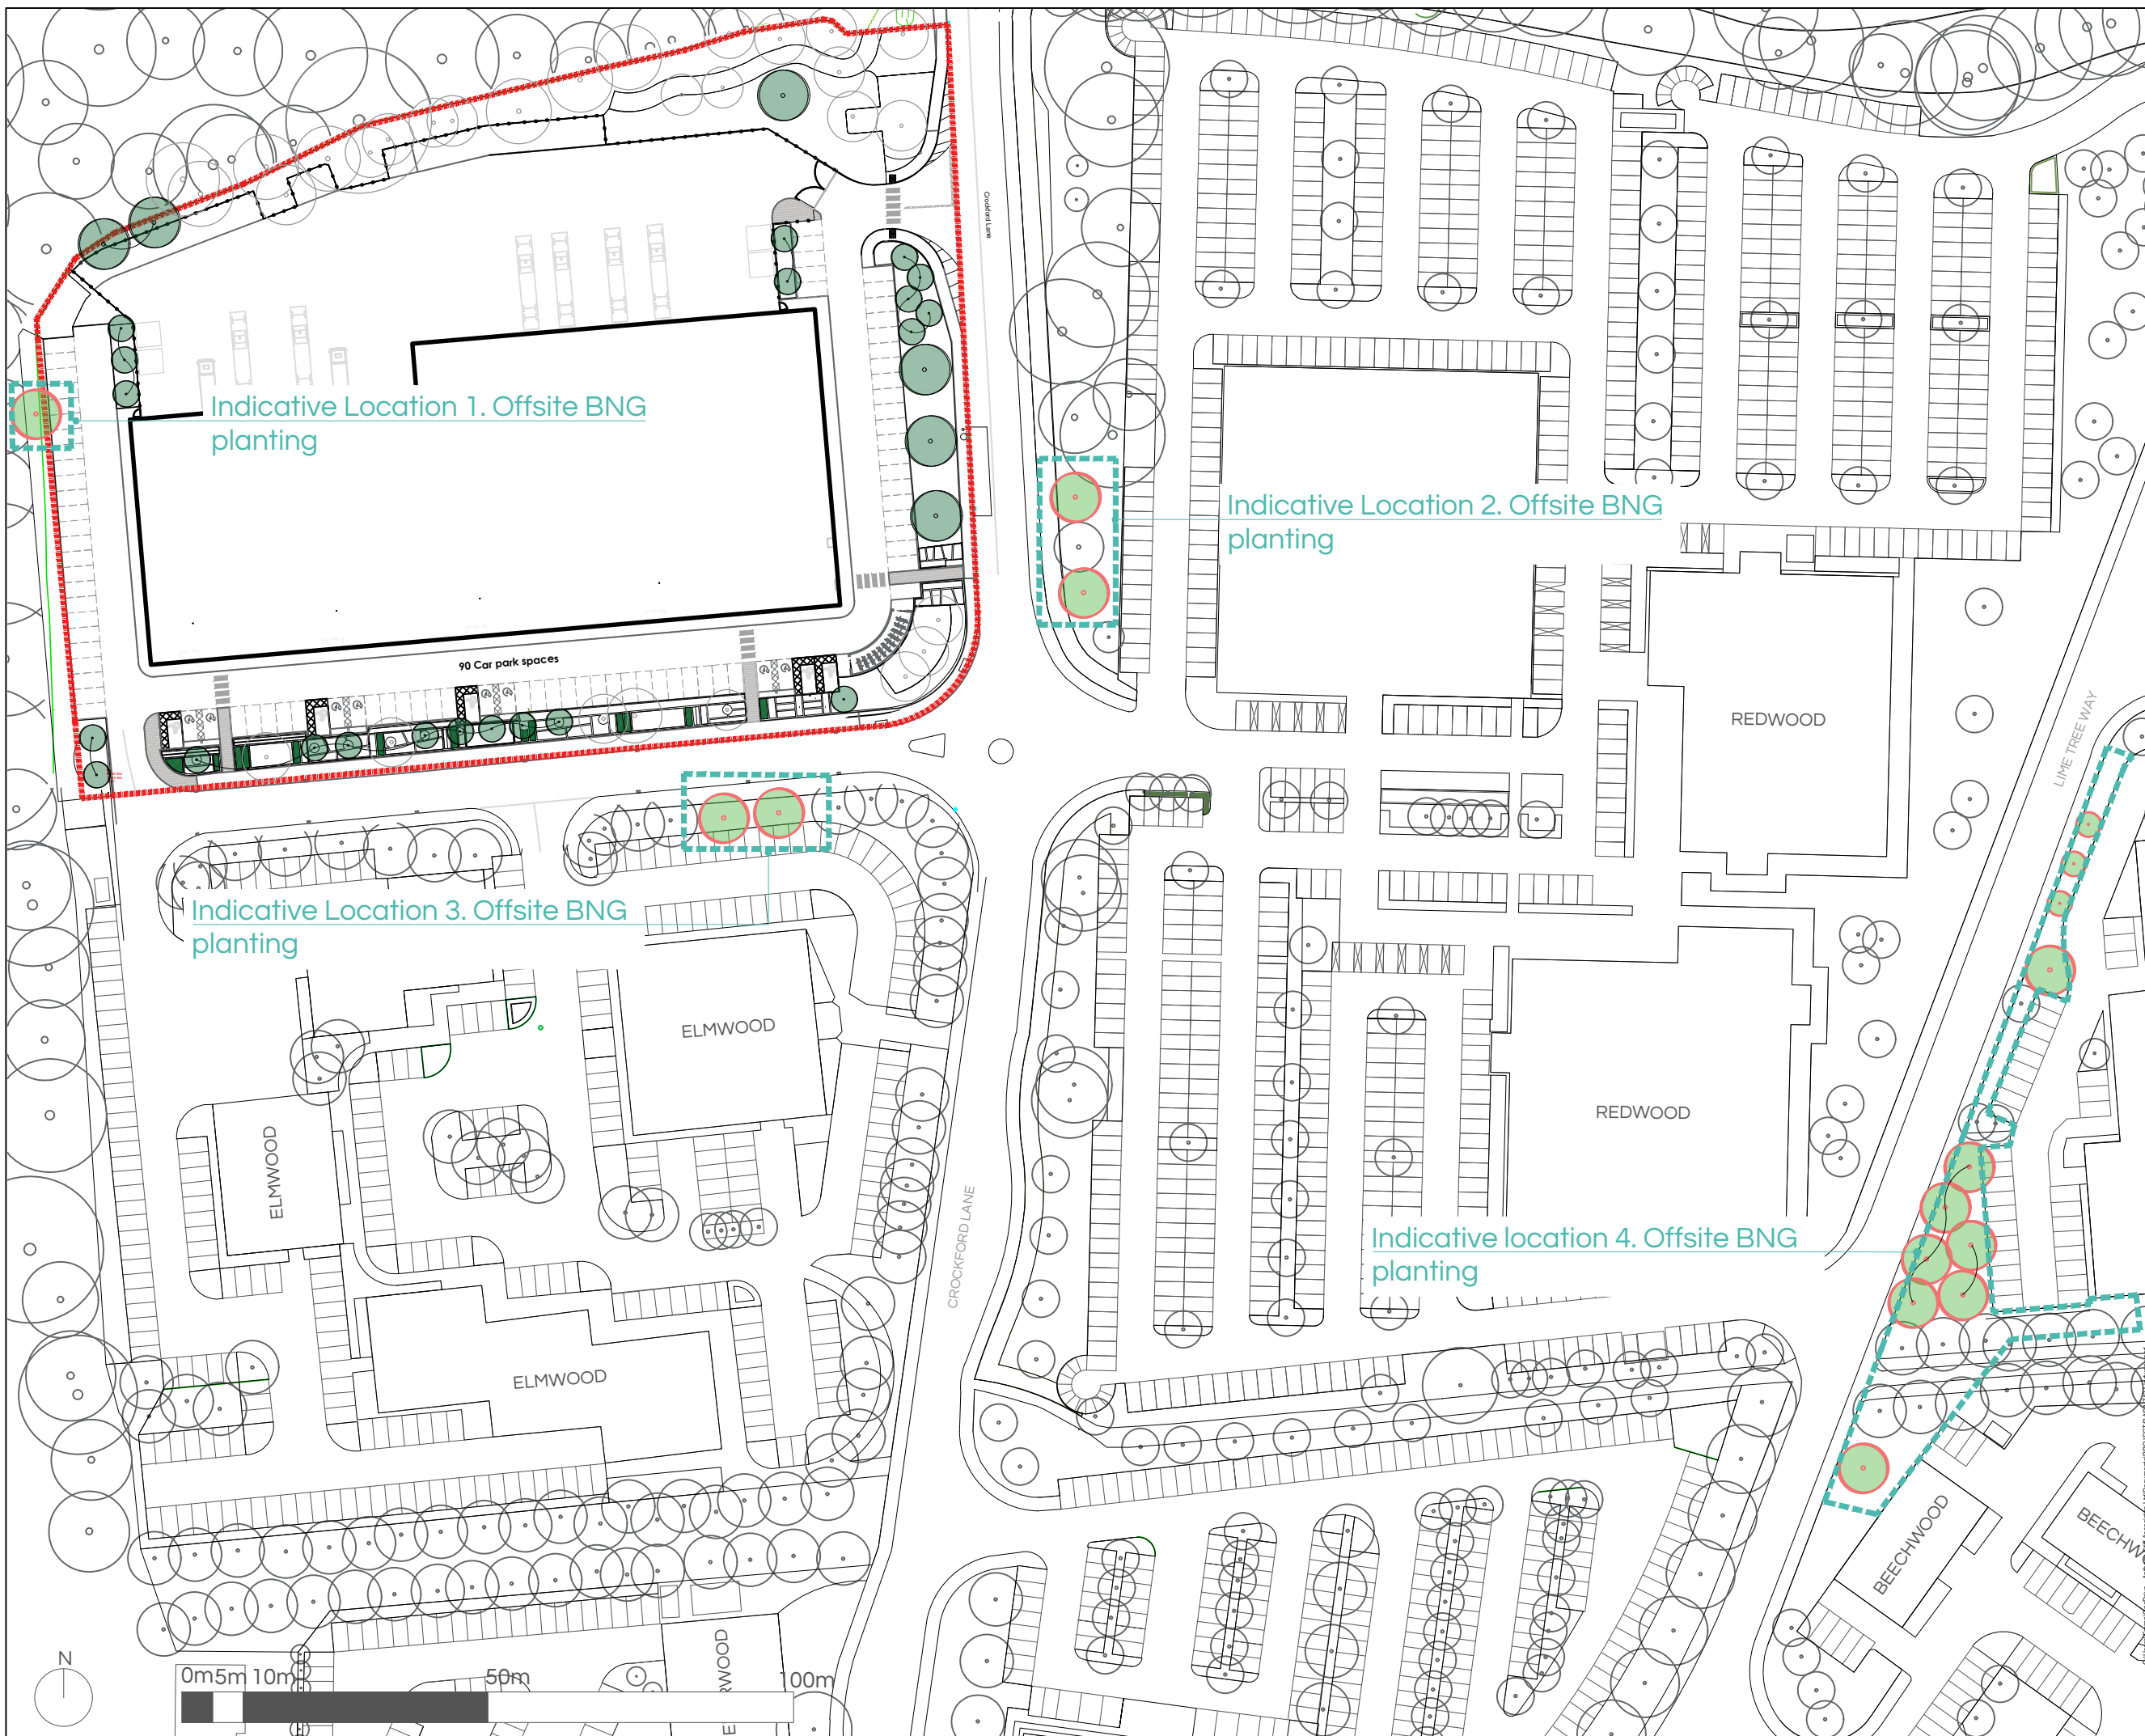 Crockford Lane
Indicative Location 1. Offsite BNG
planting
Indicative Location 2. Offsite BNG
planting
90 Car park spaces
REDWOOD
LIME TREE WAY
Indicative Location 3. Offsite BNG
planting
ELMWOOD
ELMWOOD
REDWOOD
CROCKFORD LANE
Indicative location 4. Offsite BNG
planting
ELMWOOD
BEECHWOOD
N
0m 5m 10m 50m 100m